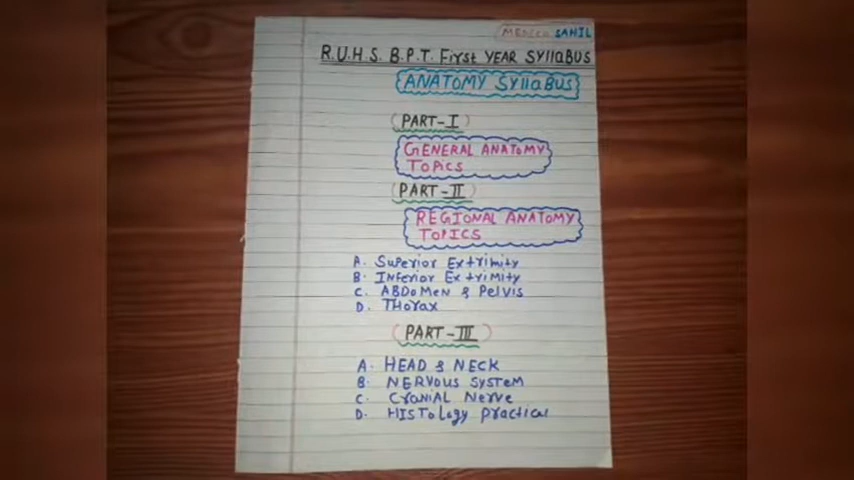 MEDICO SAHIL
R.U.H.S. B.P.T. First YEAR SYllaBUS
ANATOMY SYllaBUS
(PART-I)
GENERAL ANATOMY
TOPICS
(PART-II)
REGIONAL ANATOMY
TOPICS
A. Superior Extrimity
B. INFerior Extrimity
C. ABDoMEN & Pelvis
D. THorax
(PART-III)
A. HEAD & NECK
B. NERVOUS SYSTEM
C. CrANiAL Nerve
D. HISTology practical